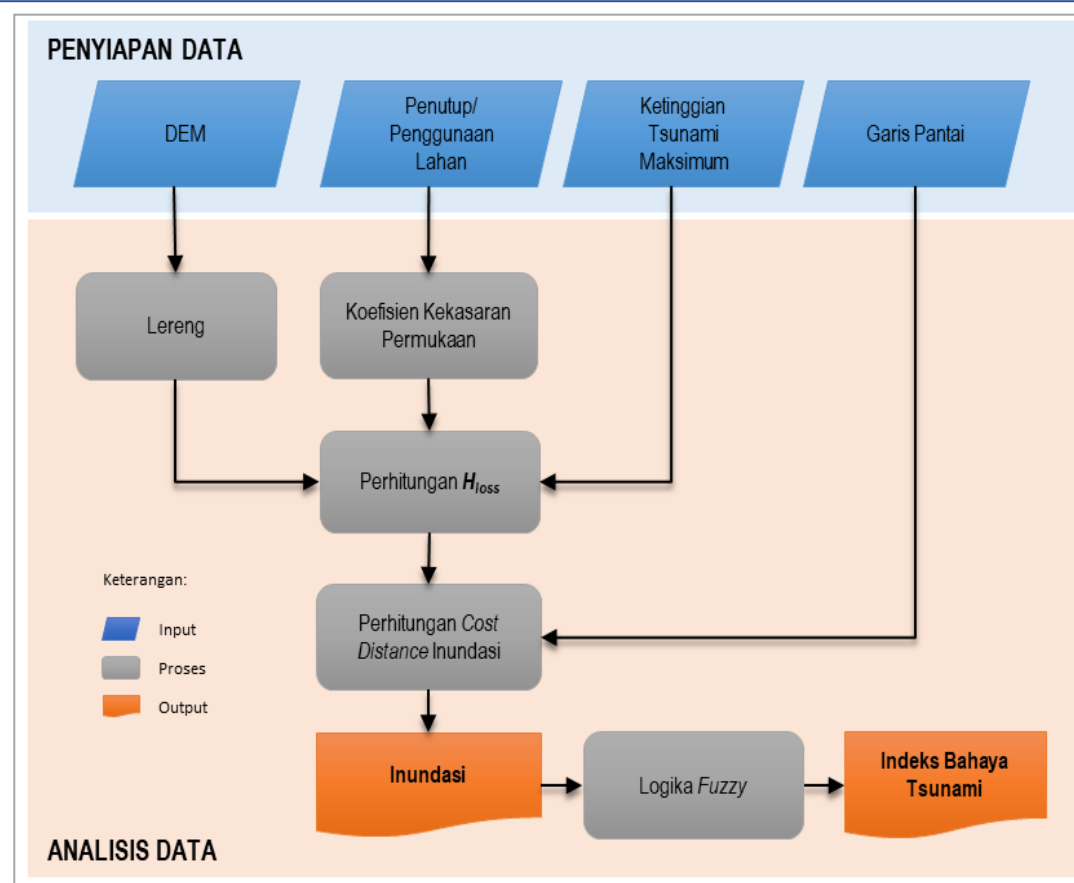 PENYIAPAN DATA
DEM
Penutup/
Penggunaan
Lahan
Ketinggian
Tsunami
Maksimum
Garis Pantai
Lereng
Koefisien Kekasaran
Permukaan
Perhitungan Hloss
Keterangan:
Input
Proses
Output
Perhitungan Cost
Distance Inundasi
Inundasi
Logika Fuzzy
Indeks Bahaya
Tsunami
ANALISIS DATA